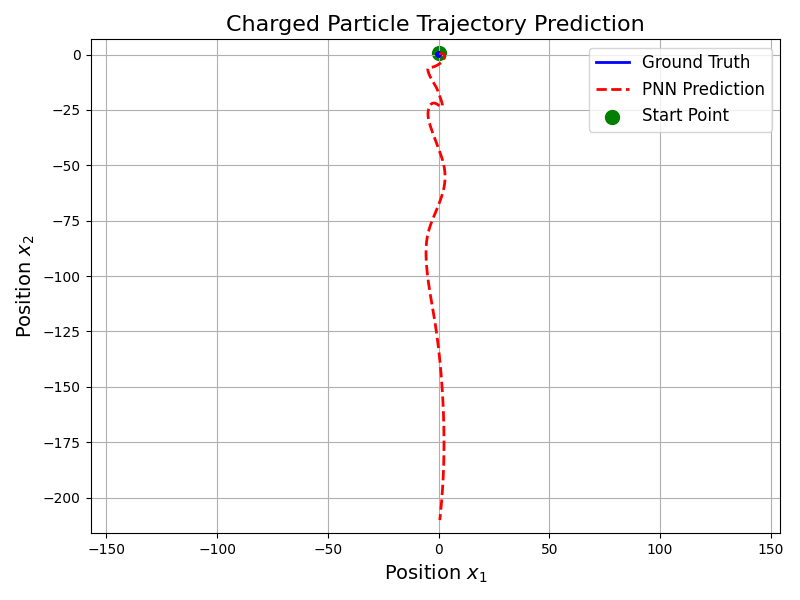 Charged Particle Trajectory Prediction
Ground Truth
PNN Prediction
Start Point
0
−25
−50
−75
−100
−125
−150
−175
−200
Position x₂
−150
−100
−50
0
50
100
150
Position x₁